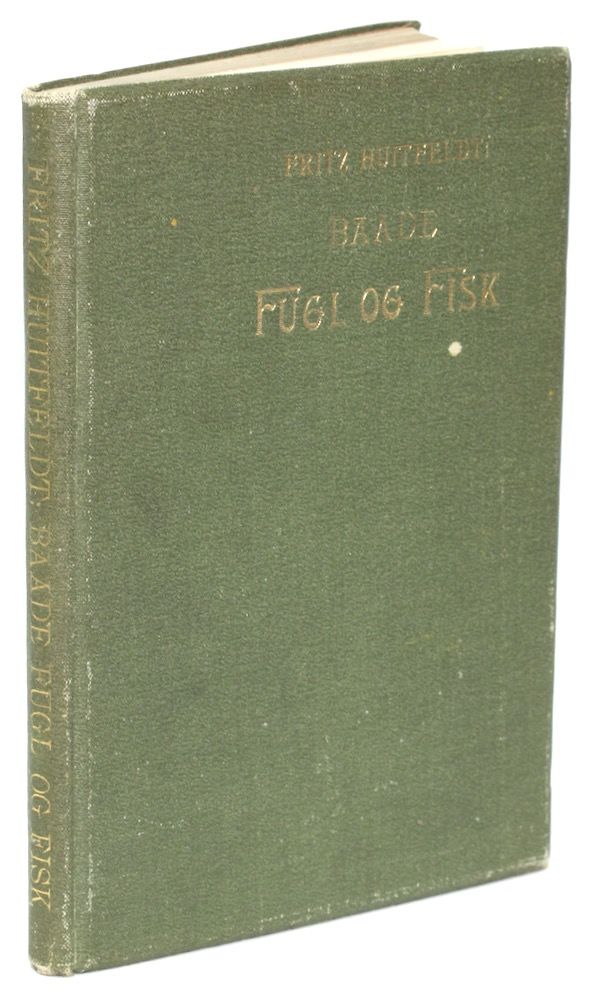 FRITZ HUITFELDT:
BAADE
FUGL OG FISK
FRITZ HUITFELDT: BAADE FUGL OG FISK